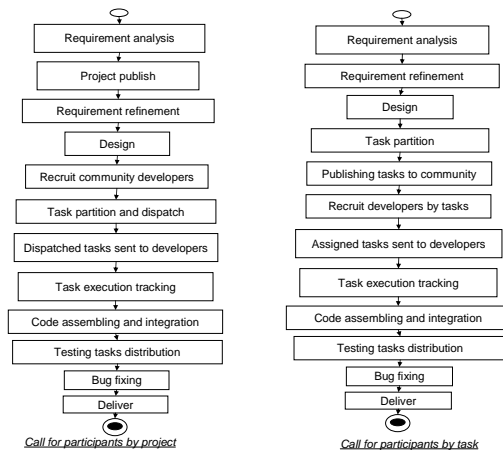 Requirement analysis
Project publish
Requirement refinement
Design
Recruit community developers
Task partition and dispatch
Dispatched tasks sent to developers
Task execution tracking
Code assembling and integration
Testing tasks distribution
Bug fixing
Deliver
Call for participants by project
Requirement analysis
Requirement refinement
Design
Task partition
Publishing tasks to community
Recruit developers by tasks
Assigned tasks sent to developers
Task execution tracking
Code assembling and integration
Testing tasks distribution
Bug fixing
Deliver
Call for participants by task